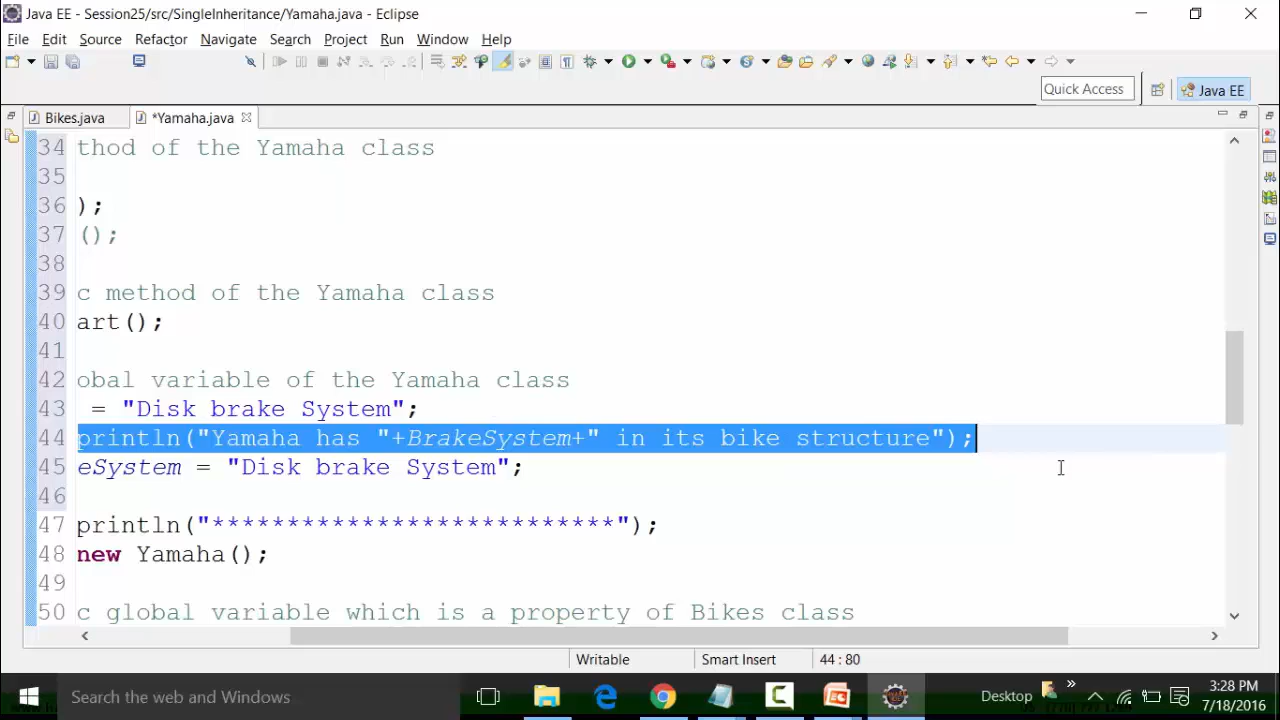 Java EE - Session25/src/SingleInheritance/Yamaha.java - Eclipse
File Edit Source Refactor Navigate Search Project Run Window Help
Quick Access
Java EE
Bikes.java
*Yamaha.java
34 thod of the Yamaha class
35
36 );
37 ();
38
39 c method of the Yamaha class
40 art();
41
42 obal variable of the Yamaha class
43 = "Disk brake System";
44 println("Yamaha has "+BrakeSystem+" in its bike structure");
45 eSystem = "Disk brake System";
46
47 println("***************************");
48 new Yamaha();
49
50 c global variable which is a property of Bikes class
Writable Smart Insert 44 : 80
Search the web and Windows
Desktop
3:28 PM
7/18/2016